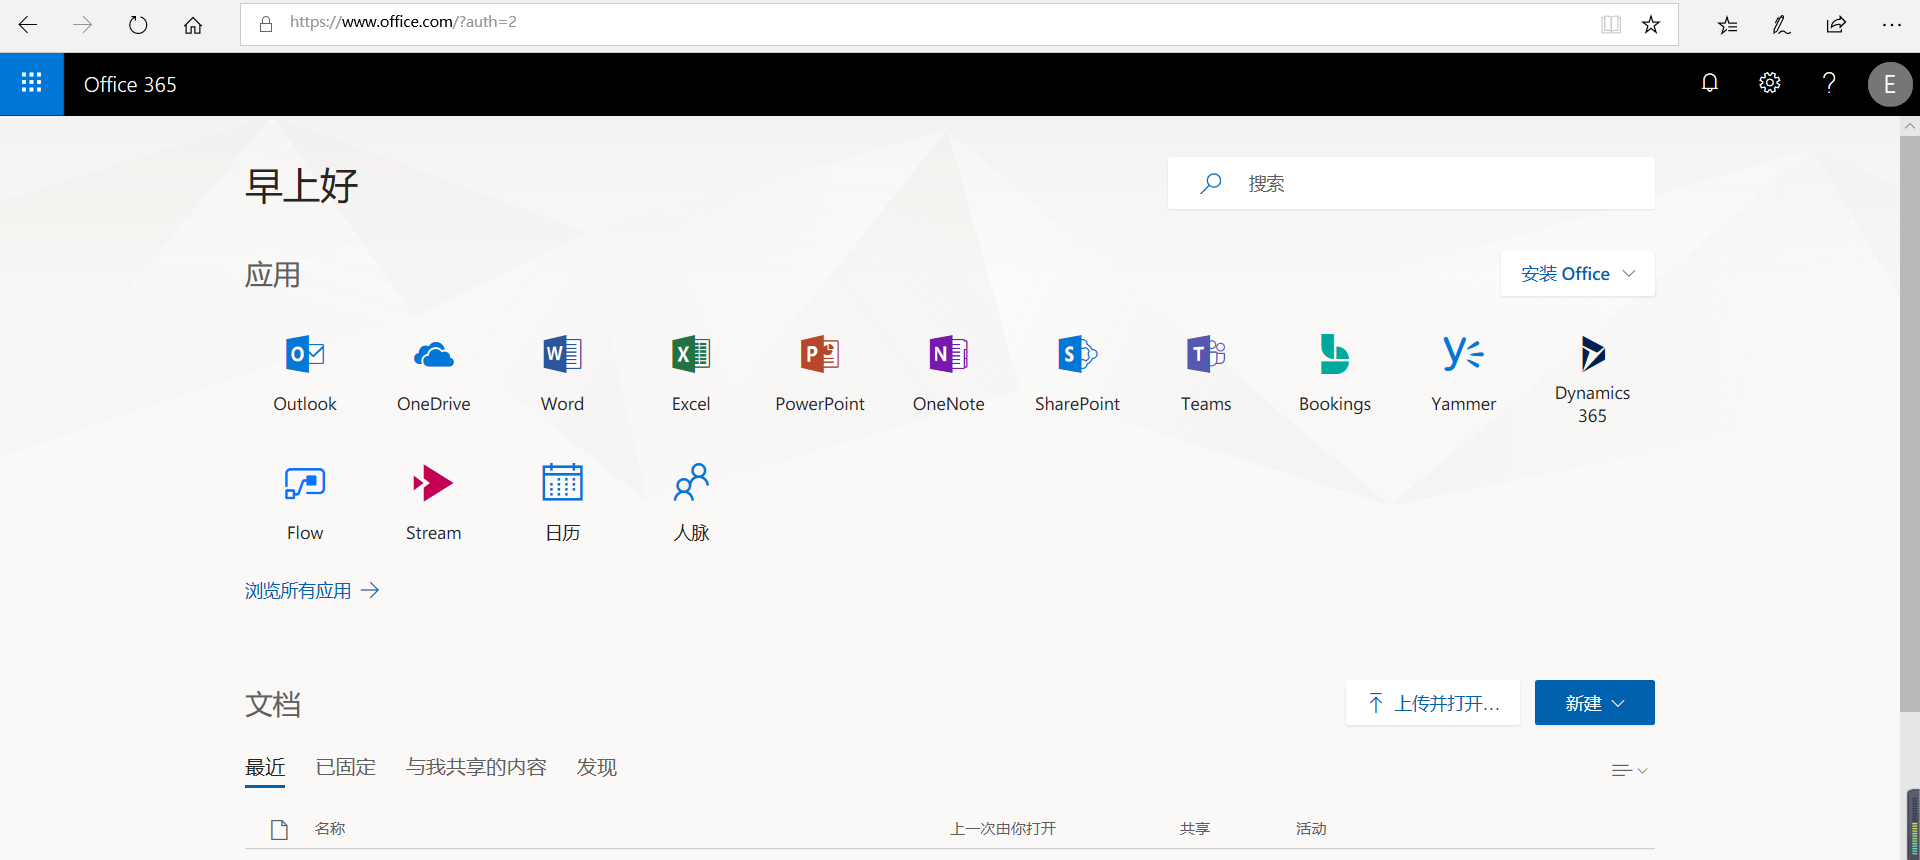 https://www.office.com/?auth=2
Office 365
E
早上好
搜索
应用
安装 Office
Outlook
OneDrive
Word
Excel
PowerPoint
OneNote
SharePoint
Teams
Bookings
Yammer
Dynamics
365
Flow
Stream
日历
人脉
浏览所有应用
文档
上传并打开...
新建
最近
已固定
与我共享的内容
发现
名称
上一次由你打开
共享
活动